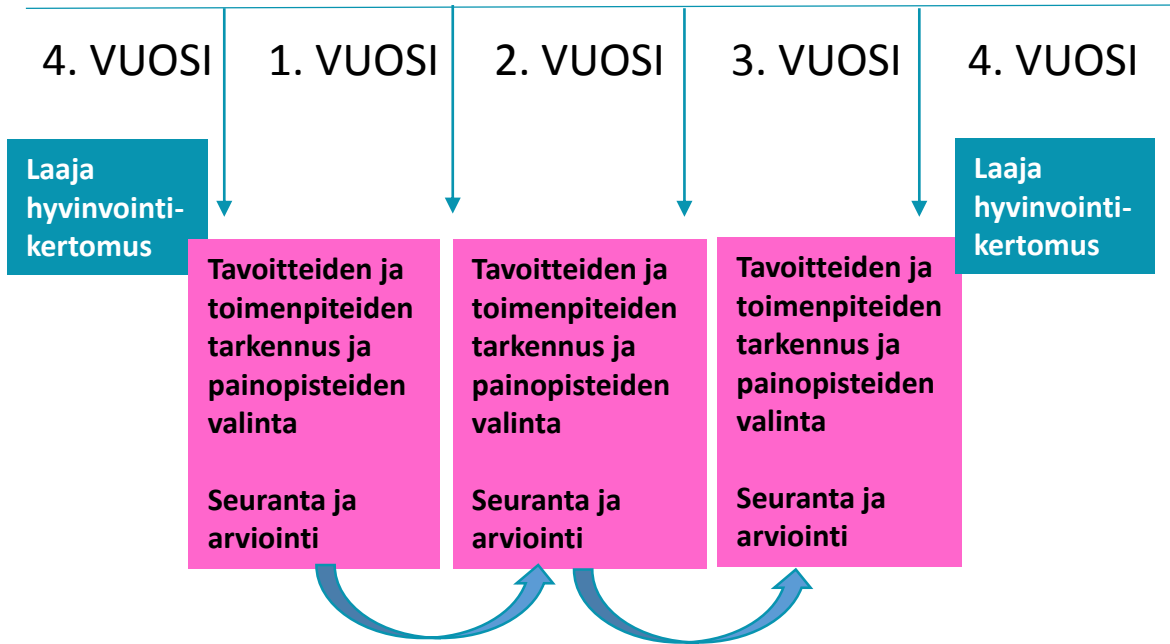 4. VUOSI
1. VUOSI
2. VUOSI
3. VUOSI
4. VUOSI
Laaja
hyvinvointi-
kertomus
Tavoitteiden ja
toimenpiteiden
tarkennus ja
painopisteiden
valinta
Seuranta ja
arviointi
Tavoitteiden ja
toimenpiteiden
tarkennus ja
painopisteiden
valinta
Seuranta ja
arviointi
Tavoitteiden ja
toimenpiteiden
tarkennus ja
painopisteiden
valinta
Seuranta ja
arviointi
Laaja
hyvinvointi-
kertomus